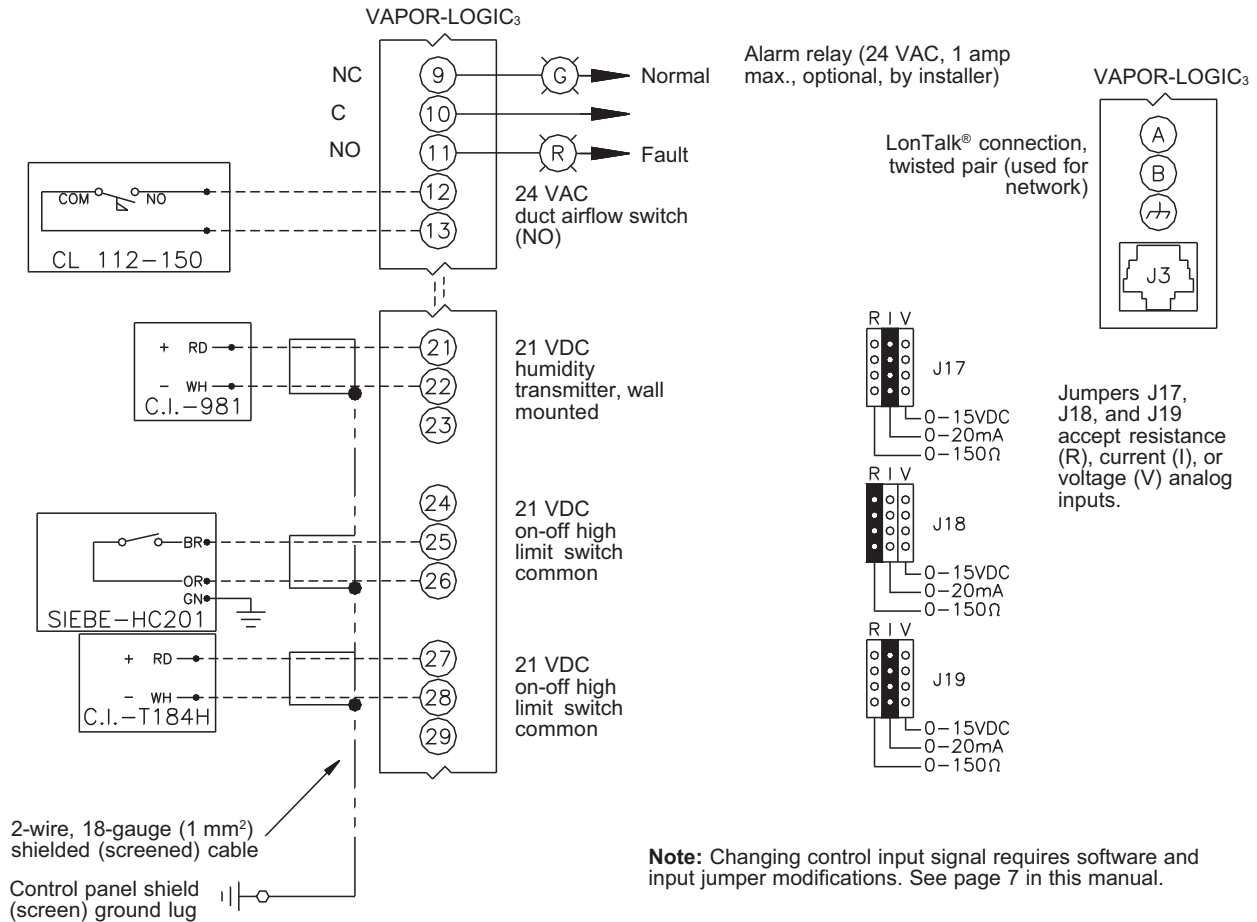 VAPOR-LOGIC₃
NC 9 G Normal
C 10
NO 11 R Fault
Alarm relay (24 VAC, 1 amp
max., optional, by installer)
12
13
24 VAC
duct airflow switch
(NO)
COM NO
CL 112-150
VAPOR-LOGIC₃
LonTalk® connection,
twisted pair (used for
network)
A
B
J3
+ RD
- WH
C.I.-981
21
22
23
21 VDC
humidity
transmitter, wall
mounted
R I V
J17
0-15VDC
0-20mA
0-150Ω
Jumpers J17,
J18, and J19
accept resistance
(R), current (I), or
voltage (V) analog
inputs.
BR
OR
GN
SIEBE-HC201
24
25
26
21 VDC
on-off high
limit switch
common
J18
0-15VDC
0-20mA
0-150Ω
+ RD
- WH
C.I.-T184H
27
28
29
21 VDC
on-off high
limit switch
common
R I V
R I V
J19
0-15VDC
0-20mA
0-150Ω
2-wire, 18-gauge (1 mm²)
shielded (screened) cable
Control panel shield
(screen) ground lug
Note: Changing control input signal requires software and
input jumper modifications. See page 7 in this manual.